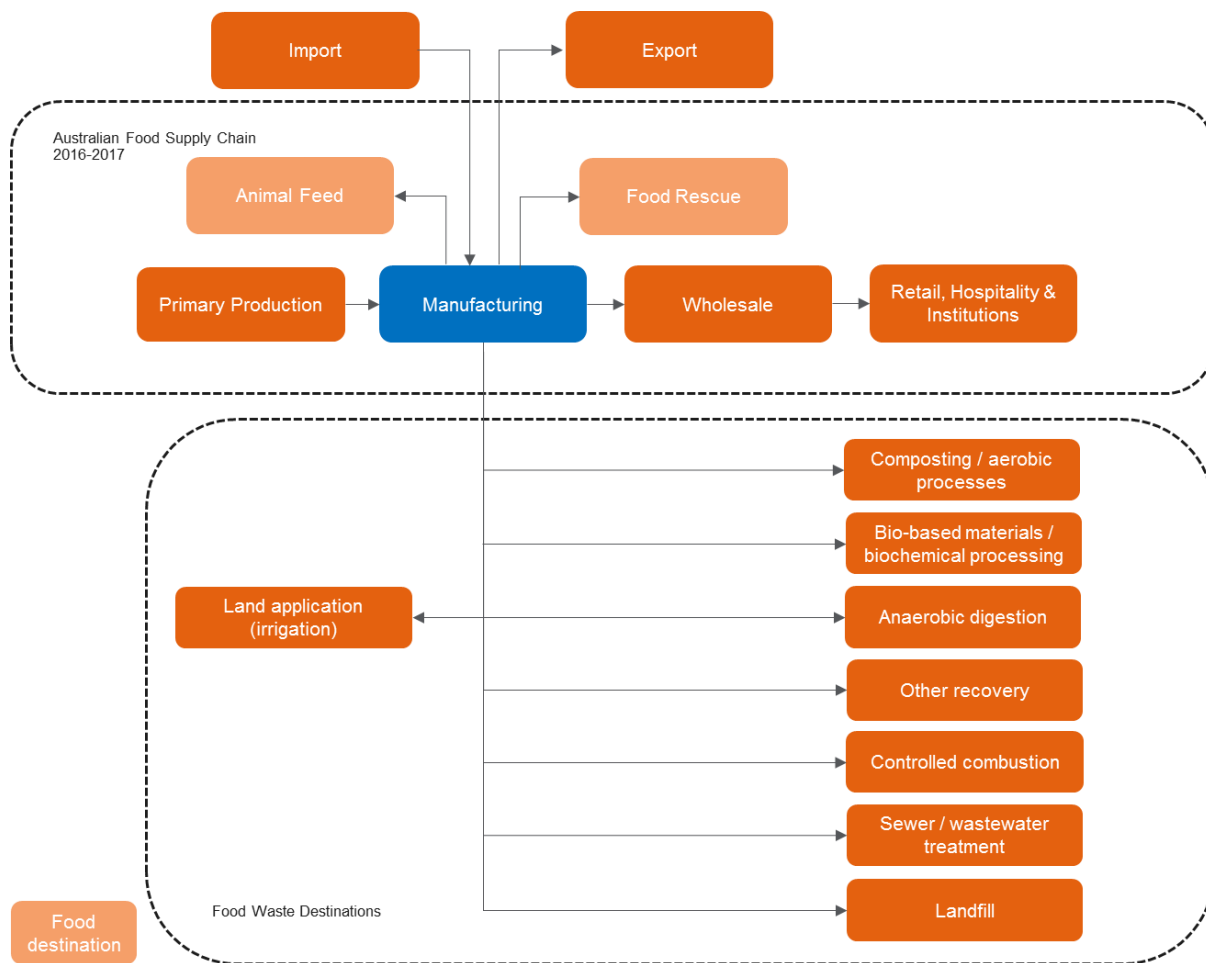 Import
Export
Australian Food Supply Chain
2016-2017
Animal Feed
Food Rescue
Primary Production
Manufacturing
Wholesale
Retail, Hospitality &
Institutions
Composting / aerobic
processes
Bio-based materials /
biochemical processing
Land application
(irrigation)
Anaerobic digestion
Other recovery
Controlled combustion
Sewer / wastewater
treatment
Food Waste Destinations
Landfill
Food
destination